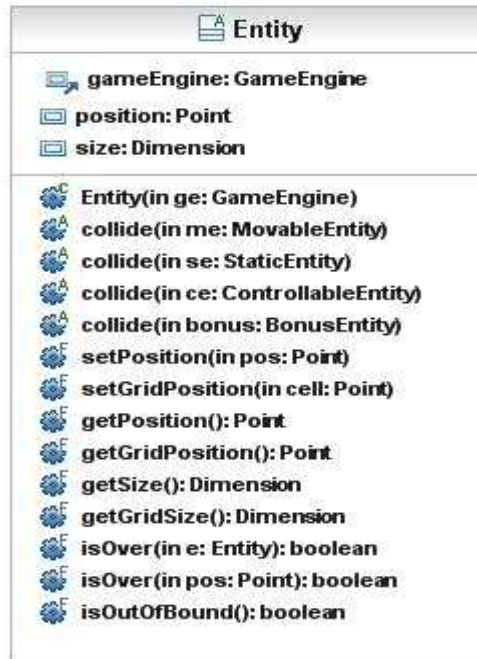 Entity
gameEngine: GameEngine
position: Point
size: Dimension
Entity(in ge: GameEngine)
collide(in me: MovableEntity)
collide(in se: StaticEntity)
collide(in ce: ControllableEntity)
collide(in bonus: BonusEntity)
setPosition(in pos: Point)
setGridPosition(in cell: Point)
getPosition(): Point
getGridPosition(): Point
getSize(): Dimension
getGridSize(): Dimension
isOver(in e: Entity): boolean
isOver(in pos: Point): boolean
isOutOfBound(): boolean